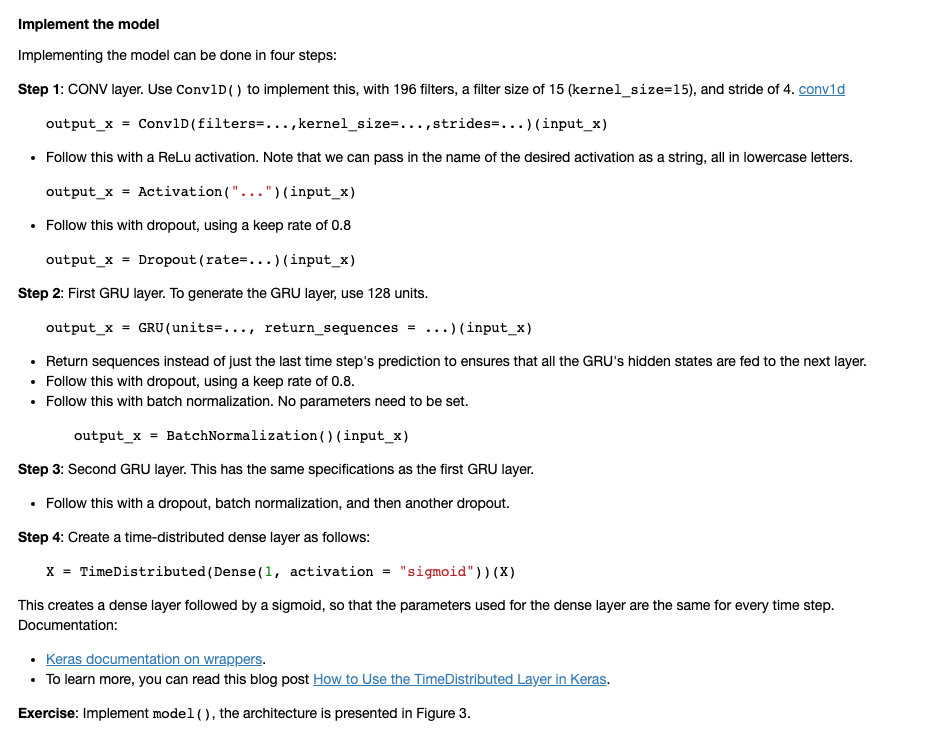 Implement the model
Implementing the model can be done in four steps:
Step 1: CONV layer. Use Conv1D() to implement this, with 196 filters, a filter size of 15 (kernel_size=15), and stride of 4. conv1d
output_x = Conv1D(filters=...,kernel_size=...,strides=...)(input_x)
• Follow this with a ReLu activation. Note that we can pass in the name of the desired activation as a string, all in lowercase letters.
output_x = Activation("...")(input_x)
• Follow this with dropout, using a keep rate of 0.8
output_x = Dropout(rate=...)(input_x)
Step 2: First GRU layer. To generate the GRU layer, use 128 units.
output_x = GRU(units=..., return_sequences = ...)(input_x)
• Return sequences instead of just the last time step's prediction to ensures that all the GRU's hidden states are fed to the next layer.
• Follow this with dropout, using a keep rate of 0.8.
• Follow this with batch normalization. No parameters need to be set.
output_x = BatchNormalization()(input_x)
Step 3: Second GRU layer. This has the same specifications as the first GRU layer.
• Follow this with a dropout, batch normalization, and then another dropout.
Step 4: Create a time-distributed dense layer as follows:
X = TimeDistributed(Dense(1, activation = "sigmoid"))(X)
This creates a dense layer followed by a sigmoid, so that the parameters used for the dense layer are the same for every time step.
Documentation:
• Keras documentation on wrappers.
• To learn more, you can read this blog post How to Use the TimeDistributed Layer in Keras.
Exercise: Implement model(), the architecture is presented in Figure 3.